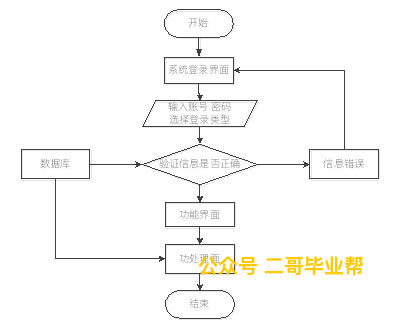 开始
系统登录界面
输入账号 密码
选择登录类型
数据库
验证信息是否正确
信息错误
功能界面
功处理面
公众号 二哥毕业帮
结束